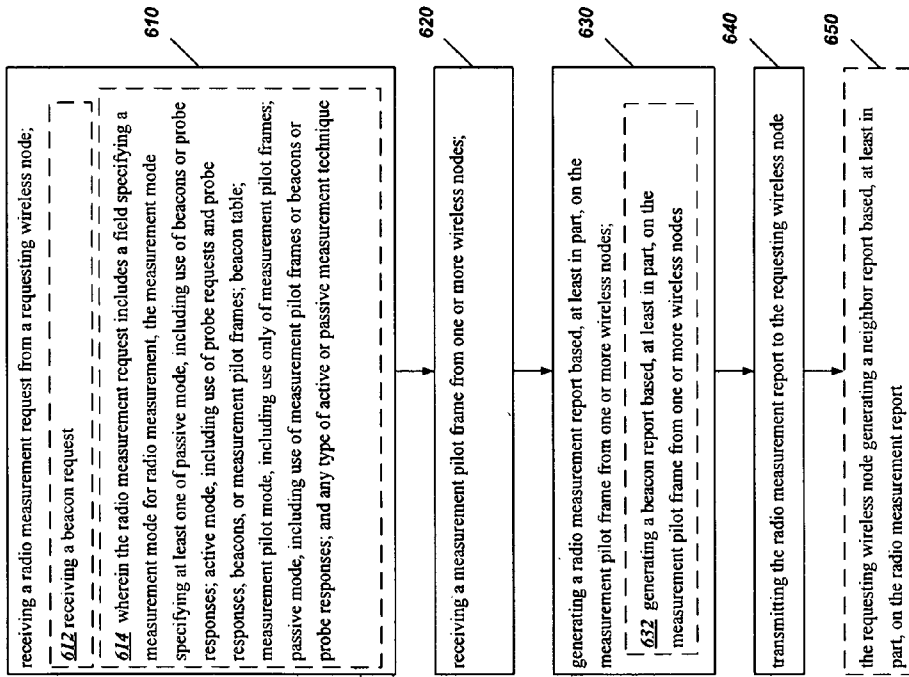 receiving a radio measurement request from a requesting wireless node;
612 receiving a beacon request
614 wherein the radio measurement request includes a field specifying a
measurement mode for radio measurement, the measurement mode
specifying at least one of passive mode, including use of beacons or probe
responses; active mode, including use of probe requests and probe
responses, beacons, or measurement pilot frames; beacon table;
measurement pilot mode, including use only of measurement pilot frames;
passive mode, including use of measurement pilot frames or beacons or
probe responses; and any type of active or passive measurement technique
610
receiving a measurement pilot frame from one or more wireless nodes;
620
generating a radio measurement report based, at least in part, on the
measurement pilot frame from one or more wireless nodes;
632 generating a beacon report based, at least in part, on the
measurement pilot frame from one or more wireless nodes
630
transmitting the radio measurement report to the requesting wireless node
640
the requesting wireless node generating a neighbor report based, at least in
part, on the radio measurement report
650